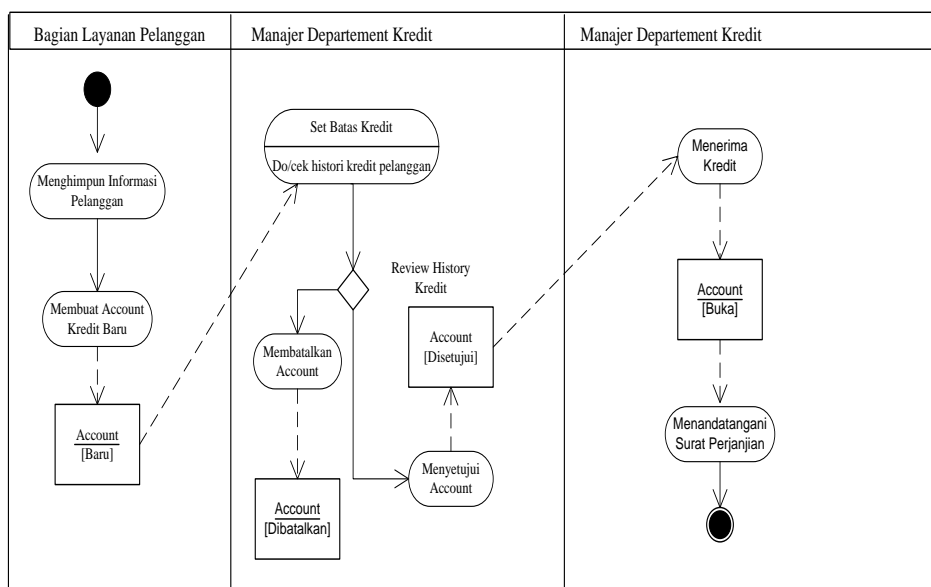 Bagian Layanan Pelanggan
Manajer Departement Kredit
Manajer Departement Kredit
Menghimpun Informasi
Pelanggan
Membuat Account
Kredit Baru
Account
[Baru]
Set Batas Kredit
Do/cek histori kredit pelanggan
Review History
Kredit
Membatalkan
Account
Account
[Dibatalkan]
Account
[Disetujui]
Menyetujui
Account
Menerima
Kredit
Account
[Buka]
Menandatangani
Surat Perjanjian